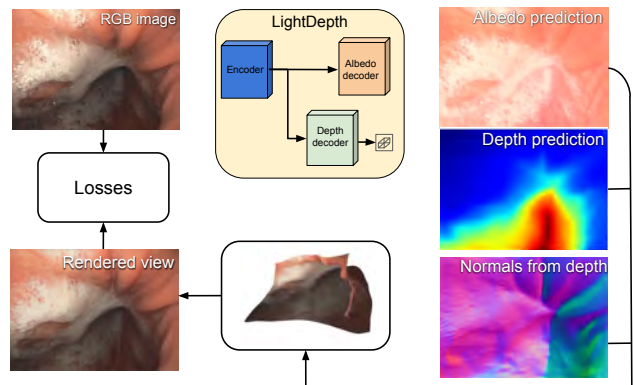 RGB image
LightDepth
Encoder
Albedo
decoder
Depth
decoder
Albedo prediction
Depth prediction
Normals from depth
Losses
Rendered view